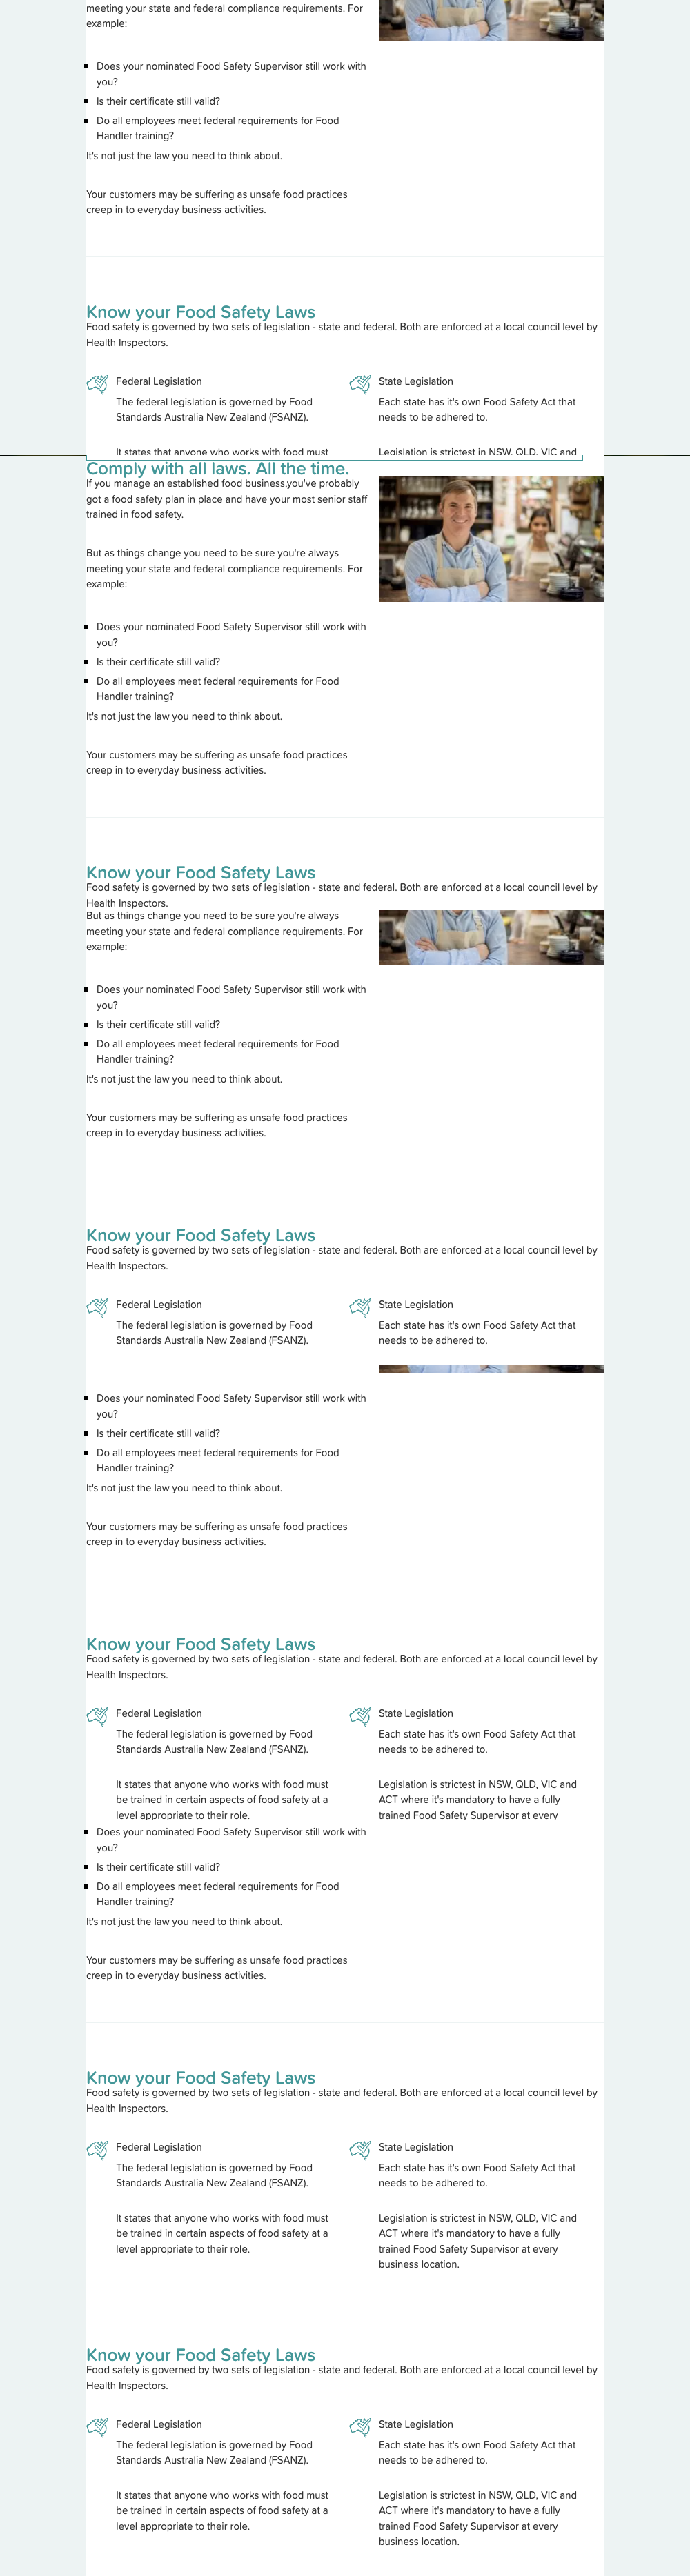 meeting your state and federal compliance requirements. For
example:
Does your nominated Food Safety Supervisor still work with
you?
Is their certificate still valid?
Do all employees meet federal requirements for Food
Handler training?
It's not just the law you need to think about.
Your customers may be suffering as unsafe food practices
creep in to everyday business activities.
Know your Food Safety Laws
Food safety is governed by two sets of legislation - state and federal. Both are enforced at a local council level by
Health Inspectors.
Federal Legislation
The federal legislation is governed by Food
Standards Australia New Zealand (FSANZ).
It states that anyone who works with food must
State Legislation
Each state has it's own Food Safety Act that
needs to be adhered to.
Legislation is strictest in NSW, QLD, VIC and
Comply with all laws. All the time.
If you manage an established food business,you've probably
got a food safety plan in place and have your most senior staff
trained in food safety.
But as things change you need to be sure you're always
meeting your state and federal compliance requirements. For
example:
Does your nominated Food Safety Supervisor still work with
you?
Is their certificate still valid?
Do all employees meet federal requirements for Food
Handler training?
It's not just the law you need to think about.
Your customers may be suffering as unsafe food practices
creep in to everyday business activities.
Know your Food Safety Laws
Food safety is governed by two sets of legislation - state and federal. Both are enforced at a local council level by
Health Inspectors.
But as things change you need to be sure you're always
meeting your state and federal compliance requirements. For
example:
Does your nominated Food Safety Supervisor still work with
you?
Is their certificate still valid?
Do all employees meet federal requirements for Food
Handler training?
It's not just the law you need to think about.
Your customers may be suffering as unsafe food practices
creep in to everyday business activities.
Know your Food Safety Laws
Food safety is governed by two sets of legislation - state and federal. Both are enforced at a local council level by
Health Inspectors.
Federal Legislation
The federal legislation is governed by Food
Standards Australia New Zealand (FSANZ).
State Legislation
Each state has it's own Food Safety Act that
needs to be adhered to.
Does your nominated Food Safety Supervisor still work with
you?
Is their certificate still valid?
Do all employees meet federal requirements for Food
Handler training?
It's not just the law you need to think about.
Your customers may be suffering as unsafe food practices
creep in to everyday business activities.
Know your Food Safety Laws
Food safety is governed by two sets of legislation - state and federal. Both are enforced at a local council level by
Health Inspectors.
Federal Legislation
The federal legislation is governed by Food
Standards Australia New Zealand (FSANZ).
It states that anyone who works with food must
be trained in certain aspects of food safety at a
level appropriate to their role.
State Legislation
Each state has it's own Food Safety Act that
needs to be adhered to.
Legislation is strictest in NSW, QLD, VIC and
ACT where it's mandatory to have a fully
trained Food Safety Supervisor at every
Does your nominated Food Safety Supervisor still work with
you?
Is their certificate still valid?
Do all employees meet federal requirements for Food
Handler training?
It's not just the law you need to think about.
Your customers may be suffering as unsafe food practices
creep in to everyday business activities.
Know your Food Safety Laws
Food safety is governed by two sets of legislation - state and federal. Both are enforced at a local council level by
Health Inspectors.
Federal Legislation
The federal legislation is governed by Food
Standards Australia New Zealand (FSANZ).
It states that anyone who works with food must
be trained in certain aspects of food safety at a
level appropriate to their role.
State Legislation
Each state has it's own Food Safety Act that
needs to be adhered to.
Legislation is strictest in NSW, QLD, VIC and
ACT where it's mandatory to have a fully
trained Food Safety Supervisor at every
business location.
Know your Food Safety Laws
Food safety is governed by two sets of legislation - state and federal. Both are enforced at a local council level by
Health Inspectors.
Federal Legislation
The federal legislation is governed by Food
Standards Australia New Zealand (FSANZ).
It states that anyone who works with food must
be trained in certain aspects of food safety at a
level appropriate to their role.
State Legislation
Each state has it's own Food Safety Act that
needs to be adhered to.
Legislation is strictest in NSW, QLD, VIC and
ACT where it's mandatory to have a fully
trained Food Safety Supervisor at every
business location.